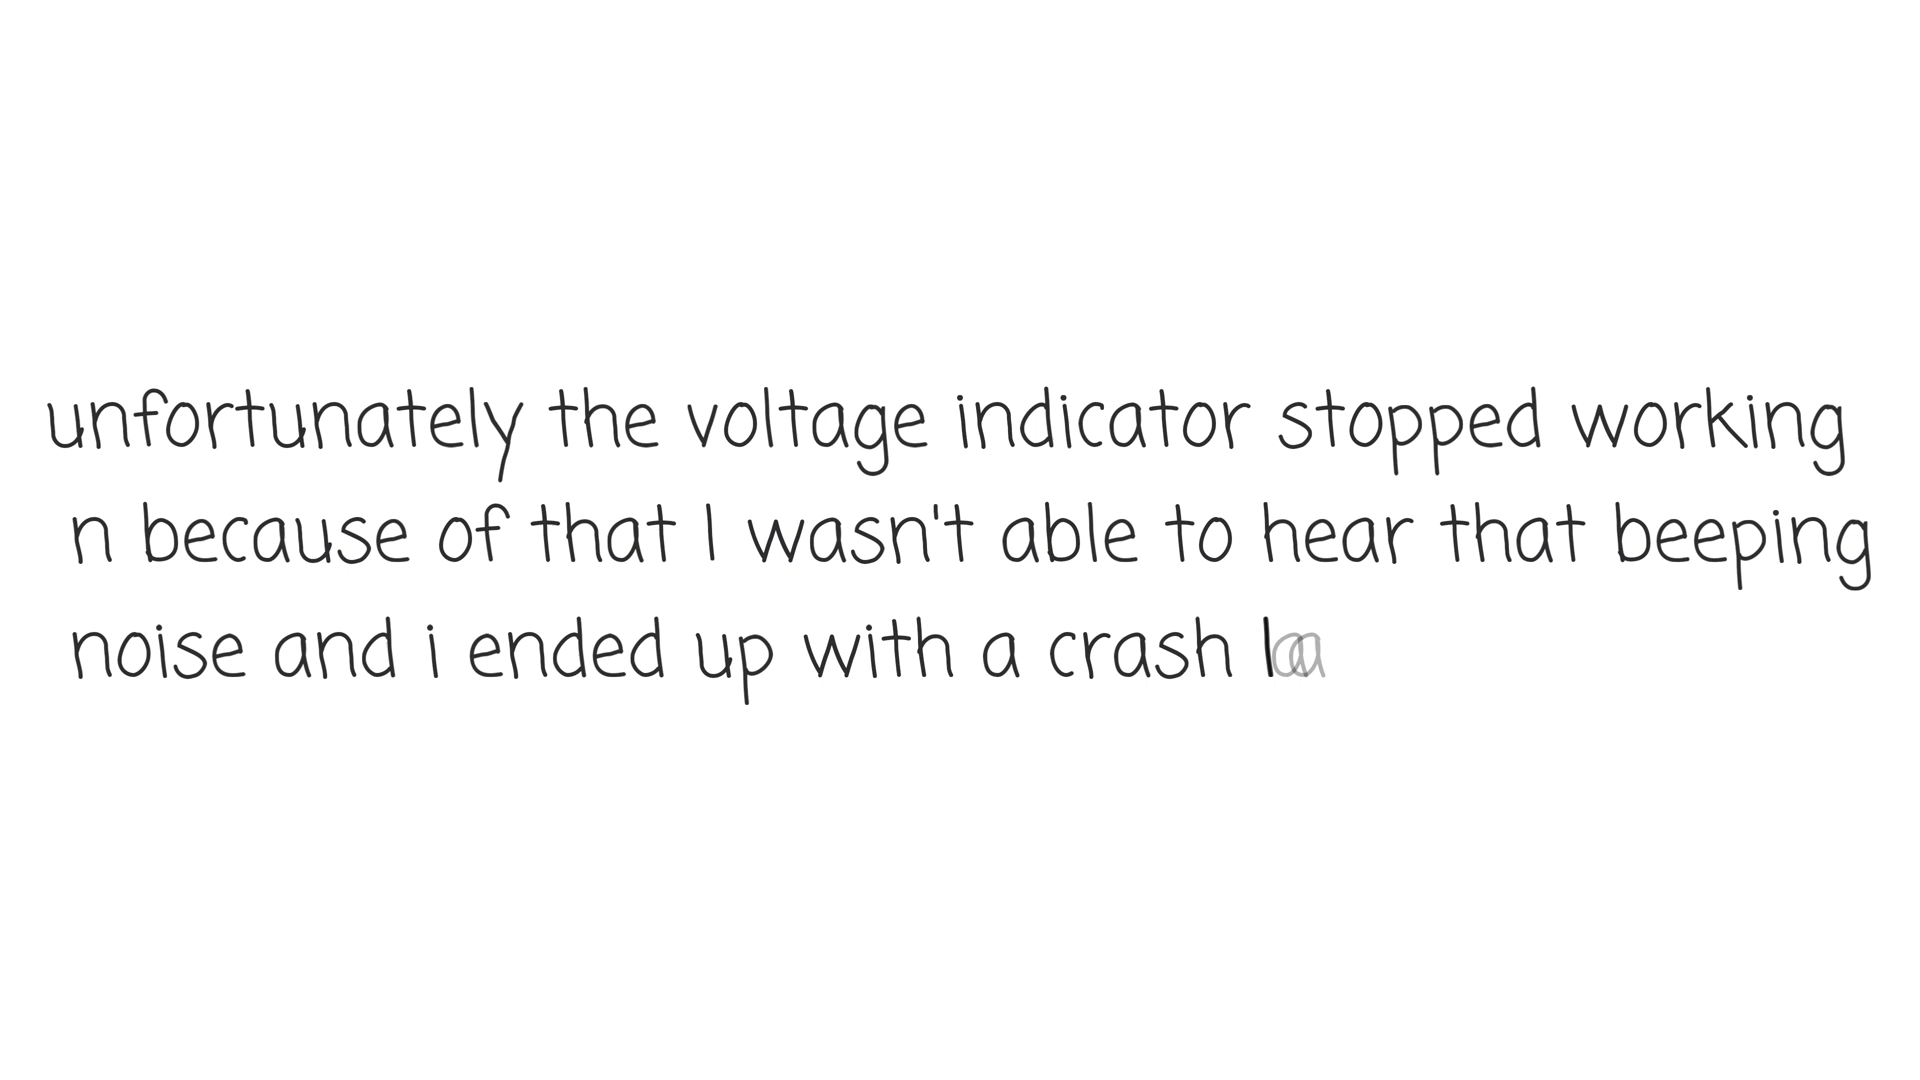 unfortunately the voltage indicator stopped working
n because of that I wasn't able to hear that beeping
noise and i ended up with a crash